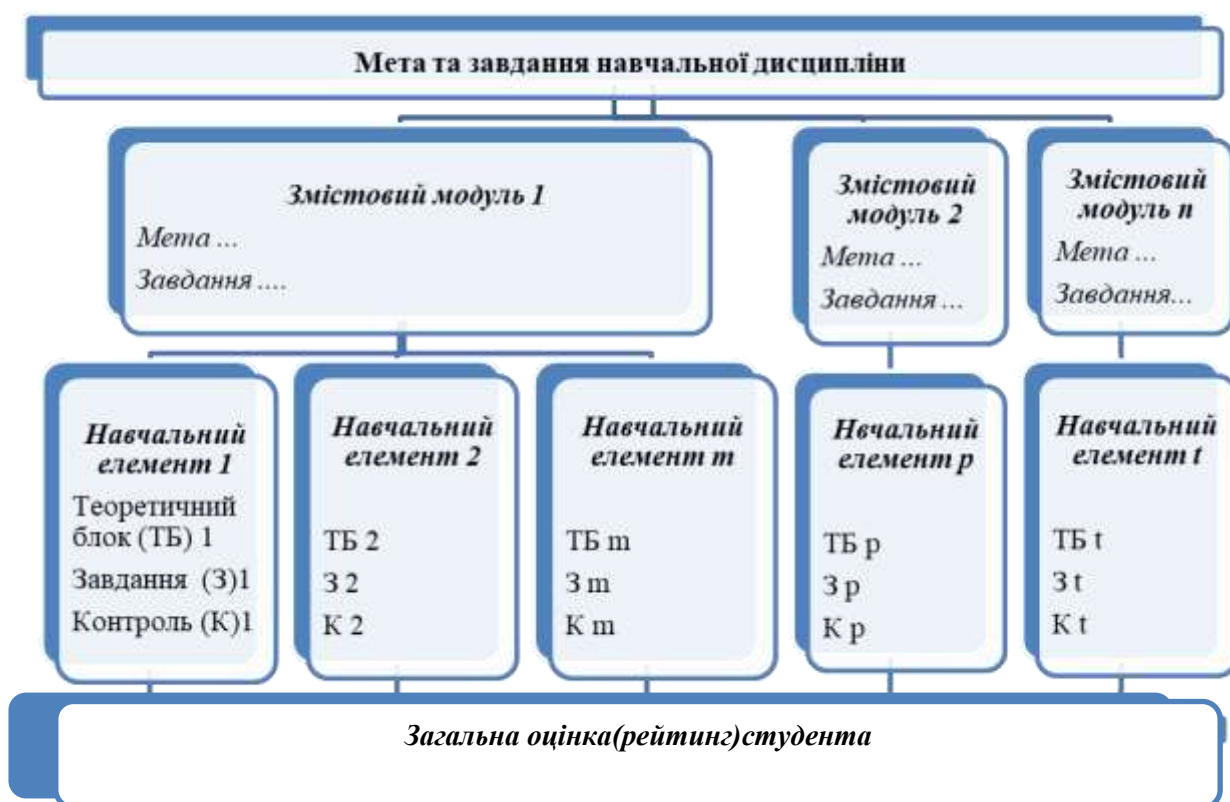 Мета та завдання навчальної дисципліни
Змістовий модуль 1
Мета ...
Завдання ....
Змістовий
модуль 2
Мета ...
Завдання ...
Змістовий
модуль n
Мета ...
Завдання...
Навчальний
елемент 1
Теоретичний
блок (ТБ) 1
Завдання (З)1
Контроль (К)1
Навчальний
елемент 2
ТБ 2
З 2
К 2
Навчальний
елемент m
ТБ m
З m
К m
Нвчальний
елемент p
ТБ p
З p
К p
Навчальний
елемент t
ТБ t
З t
К t
Загальна оцінка(рейтинг)студента